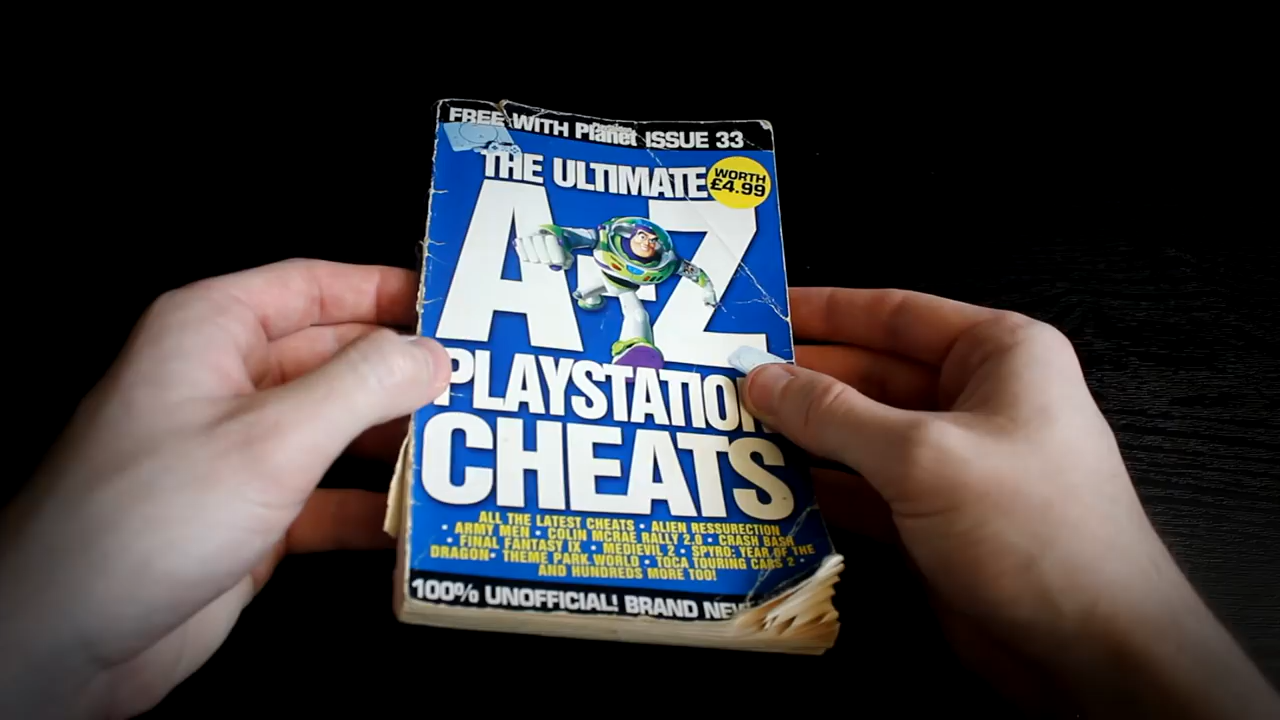 FREE WITH Planet ISSUE 33
THE ULTIMATE
WORTH
£4.99
A-Z
PLAYSTATION
CHEATS
ALL THE LATEST CHEATS • ALIEN RESSURECTION
• ARMY MEN • COLIN MCRAE RALLY 2.0 • CRASH BASH
• FINAL FANTASY IX • MEDIEVIL 2 • SPYRO: YEAR OF THE
DRAGON • THEME PARK WORLD • TOCA TOURING CARS 2 •
AND HUNDREDS MORE TOO!
100% UNOFFICIAL! BRAND NEW